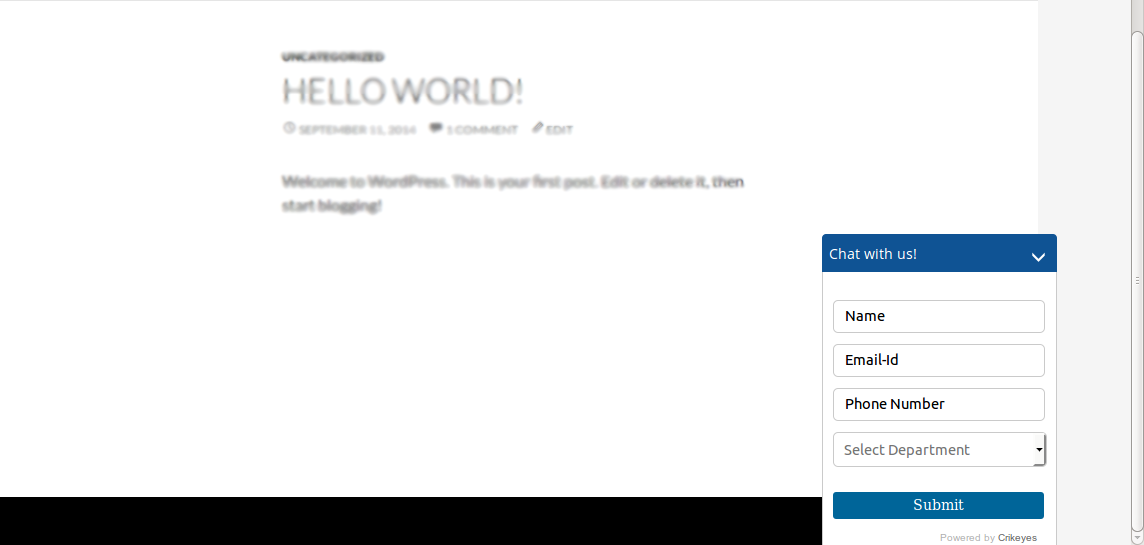 UNCATEGORIZED
HELLO WORLD!
SEPTEMBER 11, 2014 1 COMMENT EDIT
Welcome to WordPress. This is your first post. Edit or delete it, then
start blogging!
Chat with us!
Name
Email-Id
Phone Number
Select Department
Submit
Powered by Crikeyes